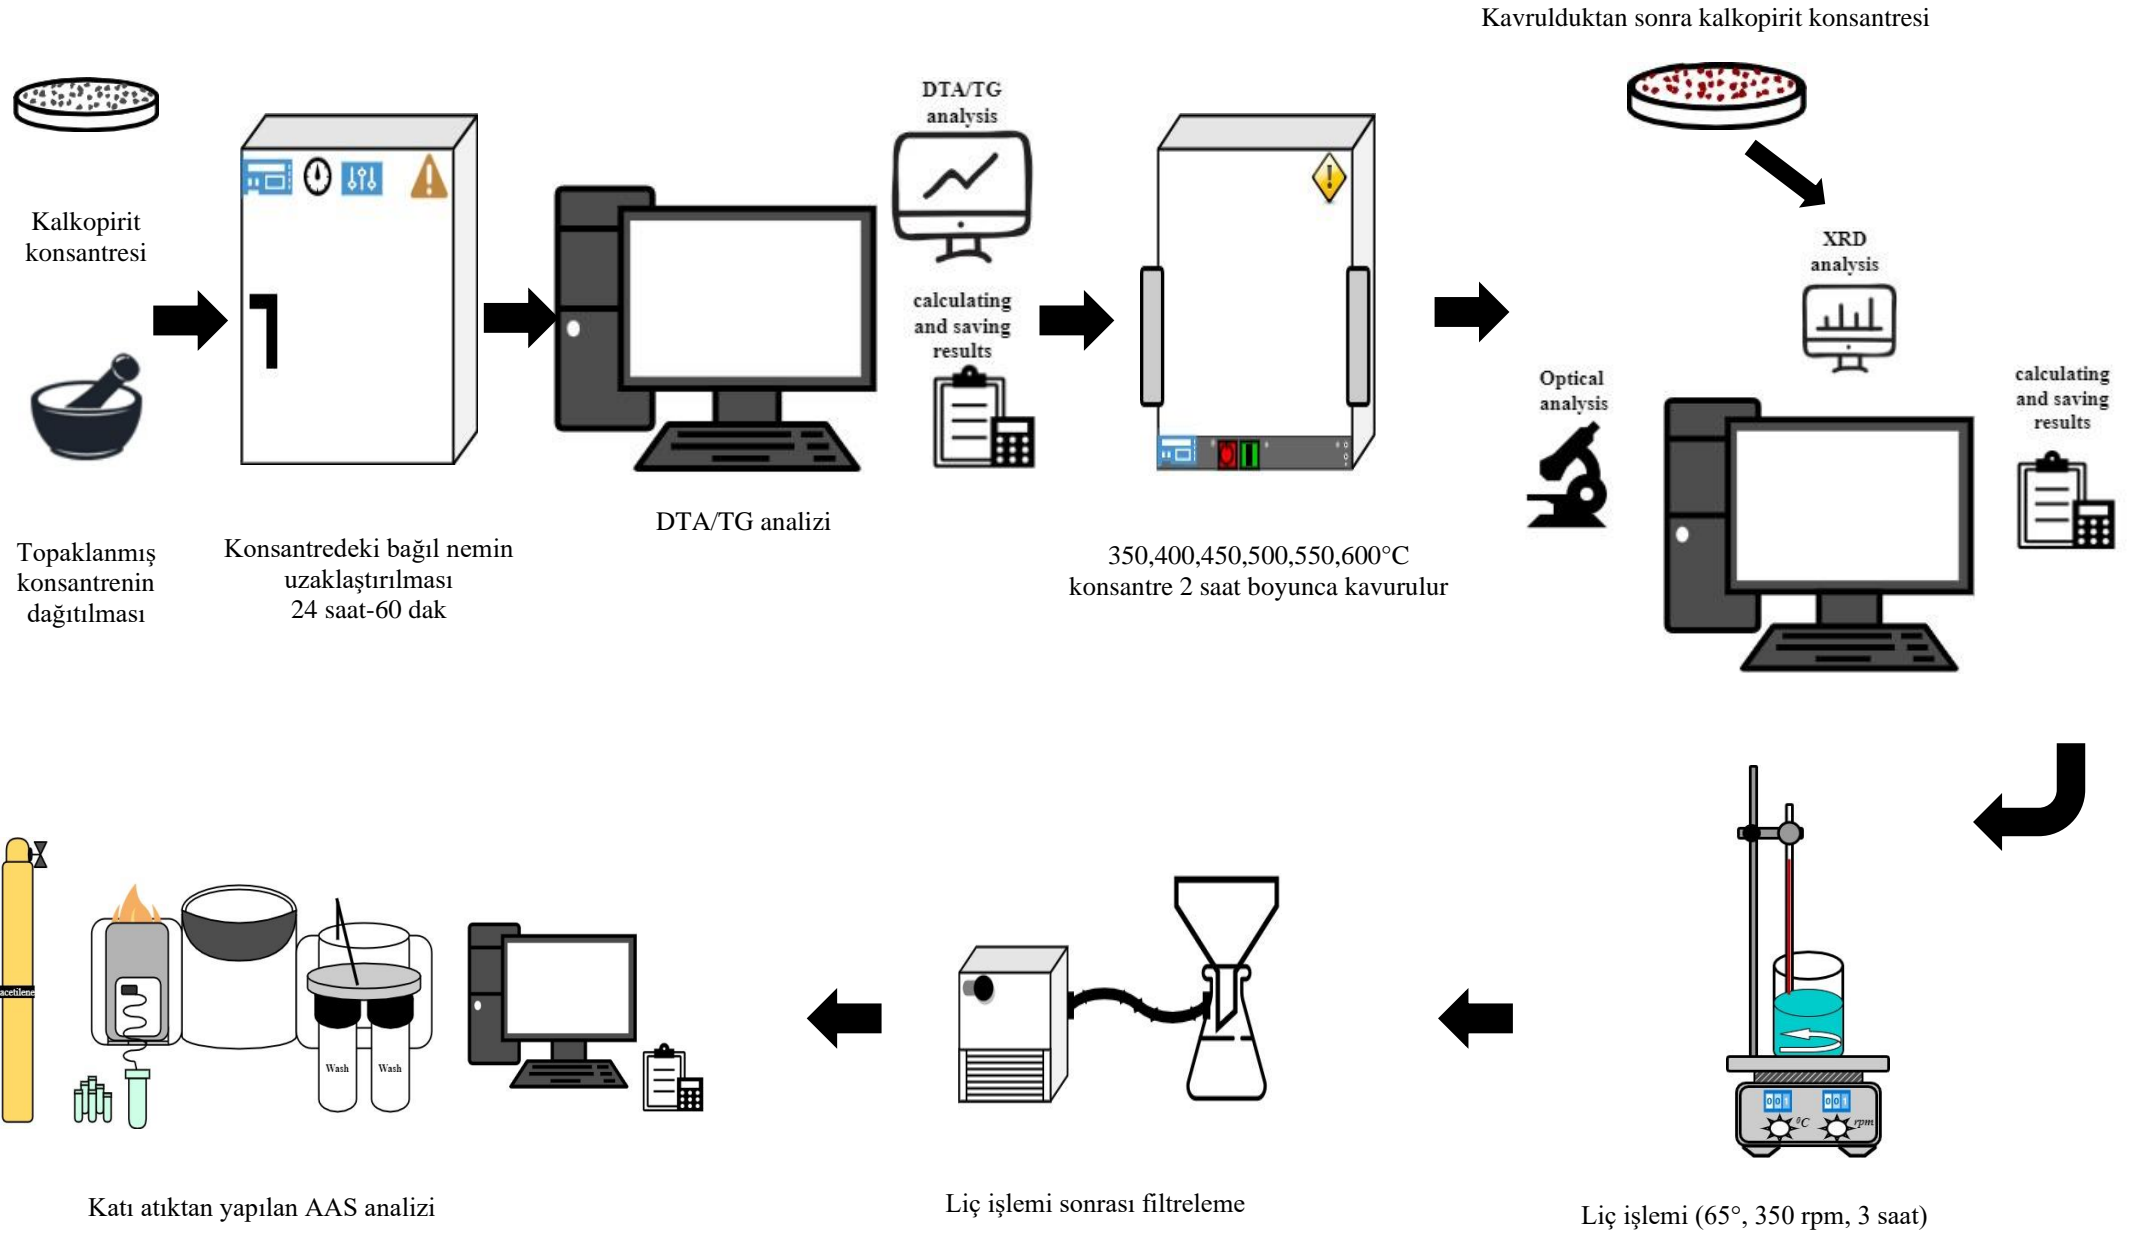 Kavrulduktan sonra kalkopirit konsantresi
Kalkopirit
konsantresi
Topaklanmış
konsantrenin
dağıtılması
Konsantredeki bağıl nemin
uzaklaştırılması
24 saat-60 dak
DTA/TG
analysis
calculating
and saving
results
DTA/TG analizi
350,400,450,500,550,600°C
konsantre 2 saat boyunca kavurulur
XRD
analysis
Optical
analysis
calculating
and saving
results
001
001
⁰C
rpm
Liç işlemi (65°, 350 rpm, 3 saat)
Liç işlemi sonrası filtreleme
acetilene
Wash
Wash
Katı atıktan yapılan AAS analizi